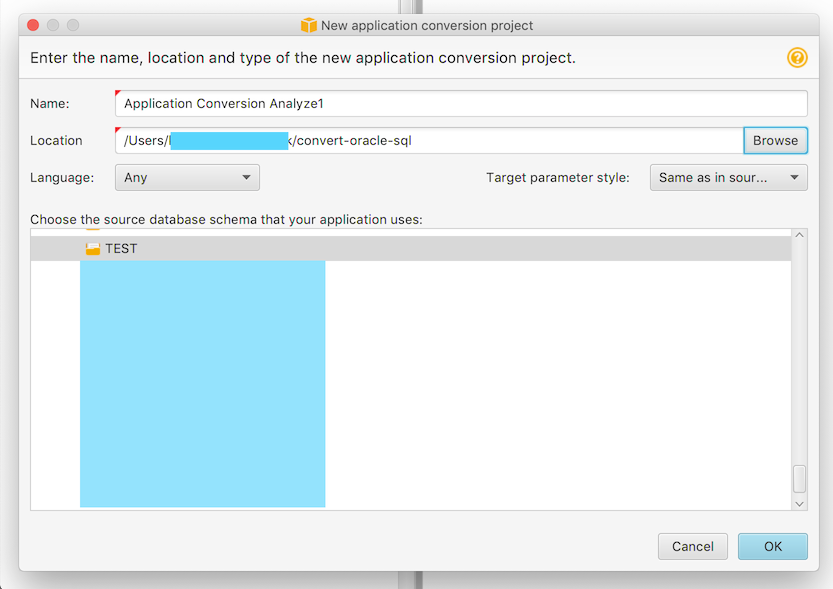 New application conversion project
Enter the name, location and type of the new application conversion project.
?
Name: Application Conversion Analyze1
Location /Users/ /convert-oracle-sql Browse
Language: Any Target parameter style: Same as in sour...
Choose the source database schema that your application uses:
TEST
Cancel OK